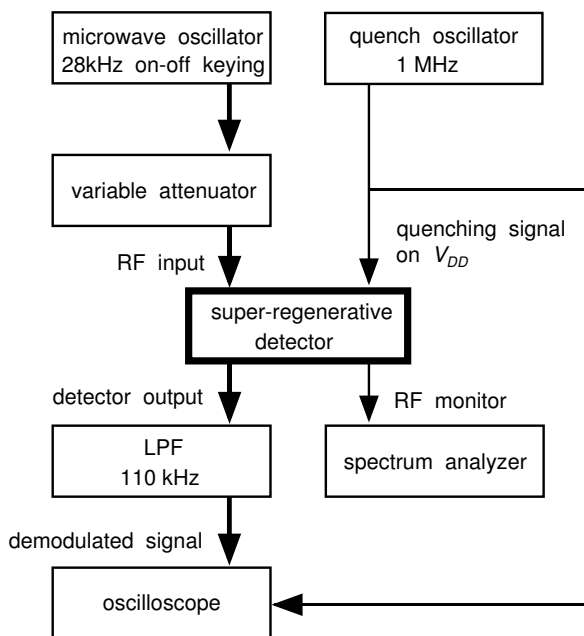 microwave oscillator
28kHz on-off keying
quench oscillator
1 MHz
variable attenuator
quenching signal
on V_DD
RF input
super-regenerative
detector
detector output
RF monitor
LPF
110 kHz
spectrum analyzer
demodulated signal
oscilloscope